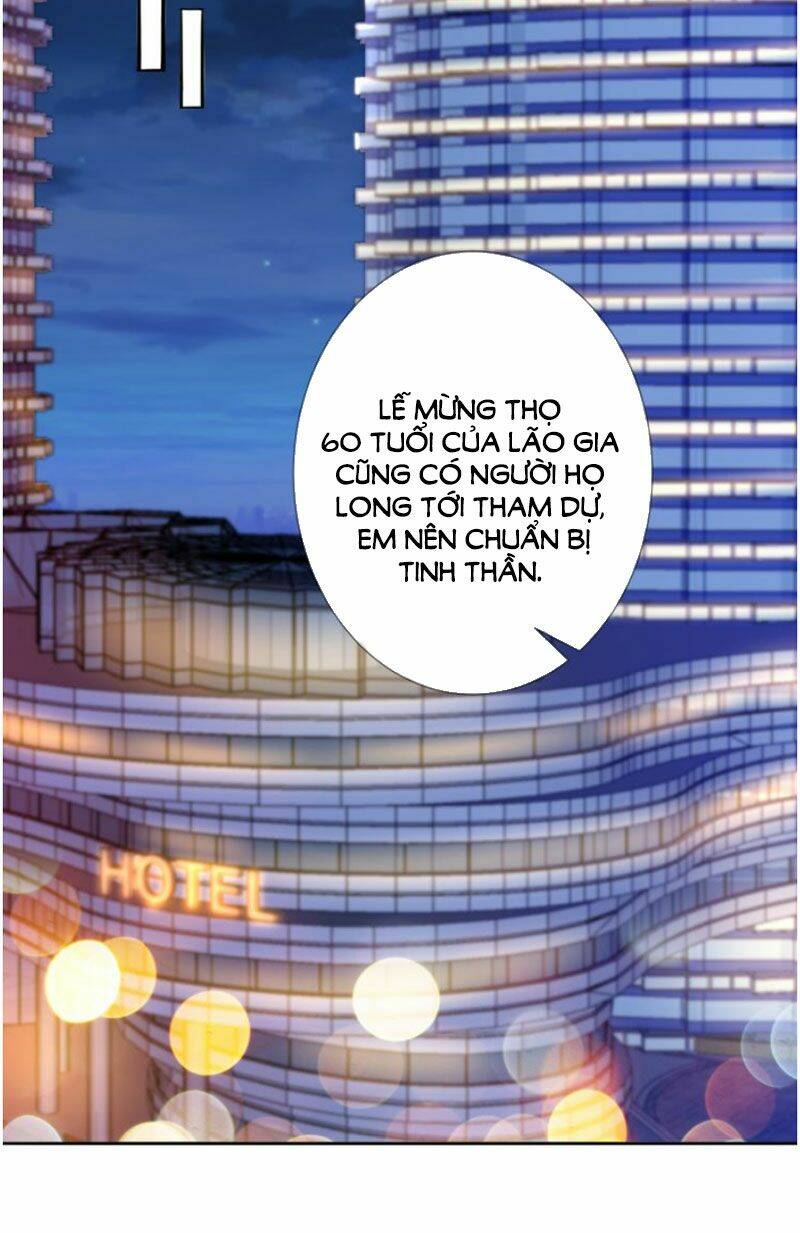 LỄ MỪNG THỌ
60 TUỔI CỦA LÃO GIA
CŨNG CÓ NGƯỜI HỌ
LONG TỚI THAM DỰ,
EM NÊN CHUẨN BỊ
TINH THẦN.
HOTEL